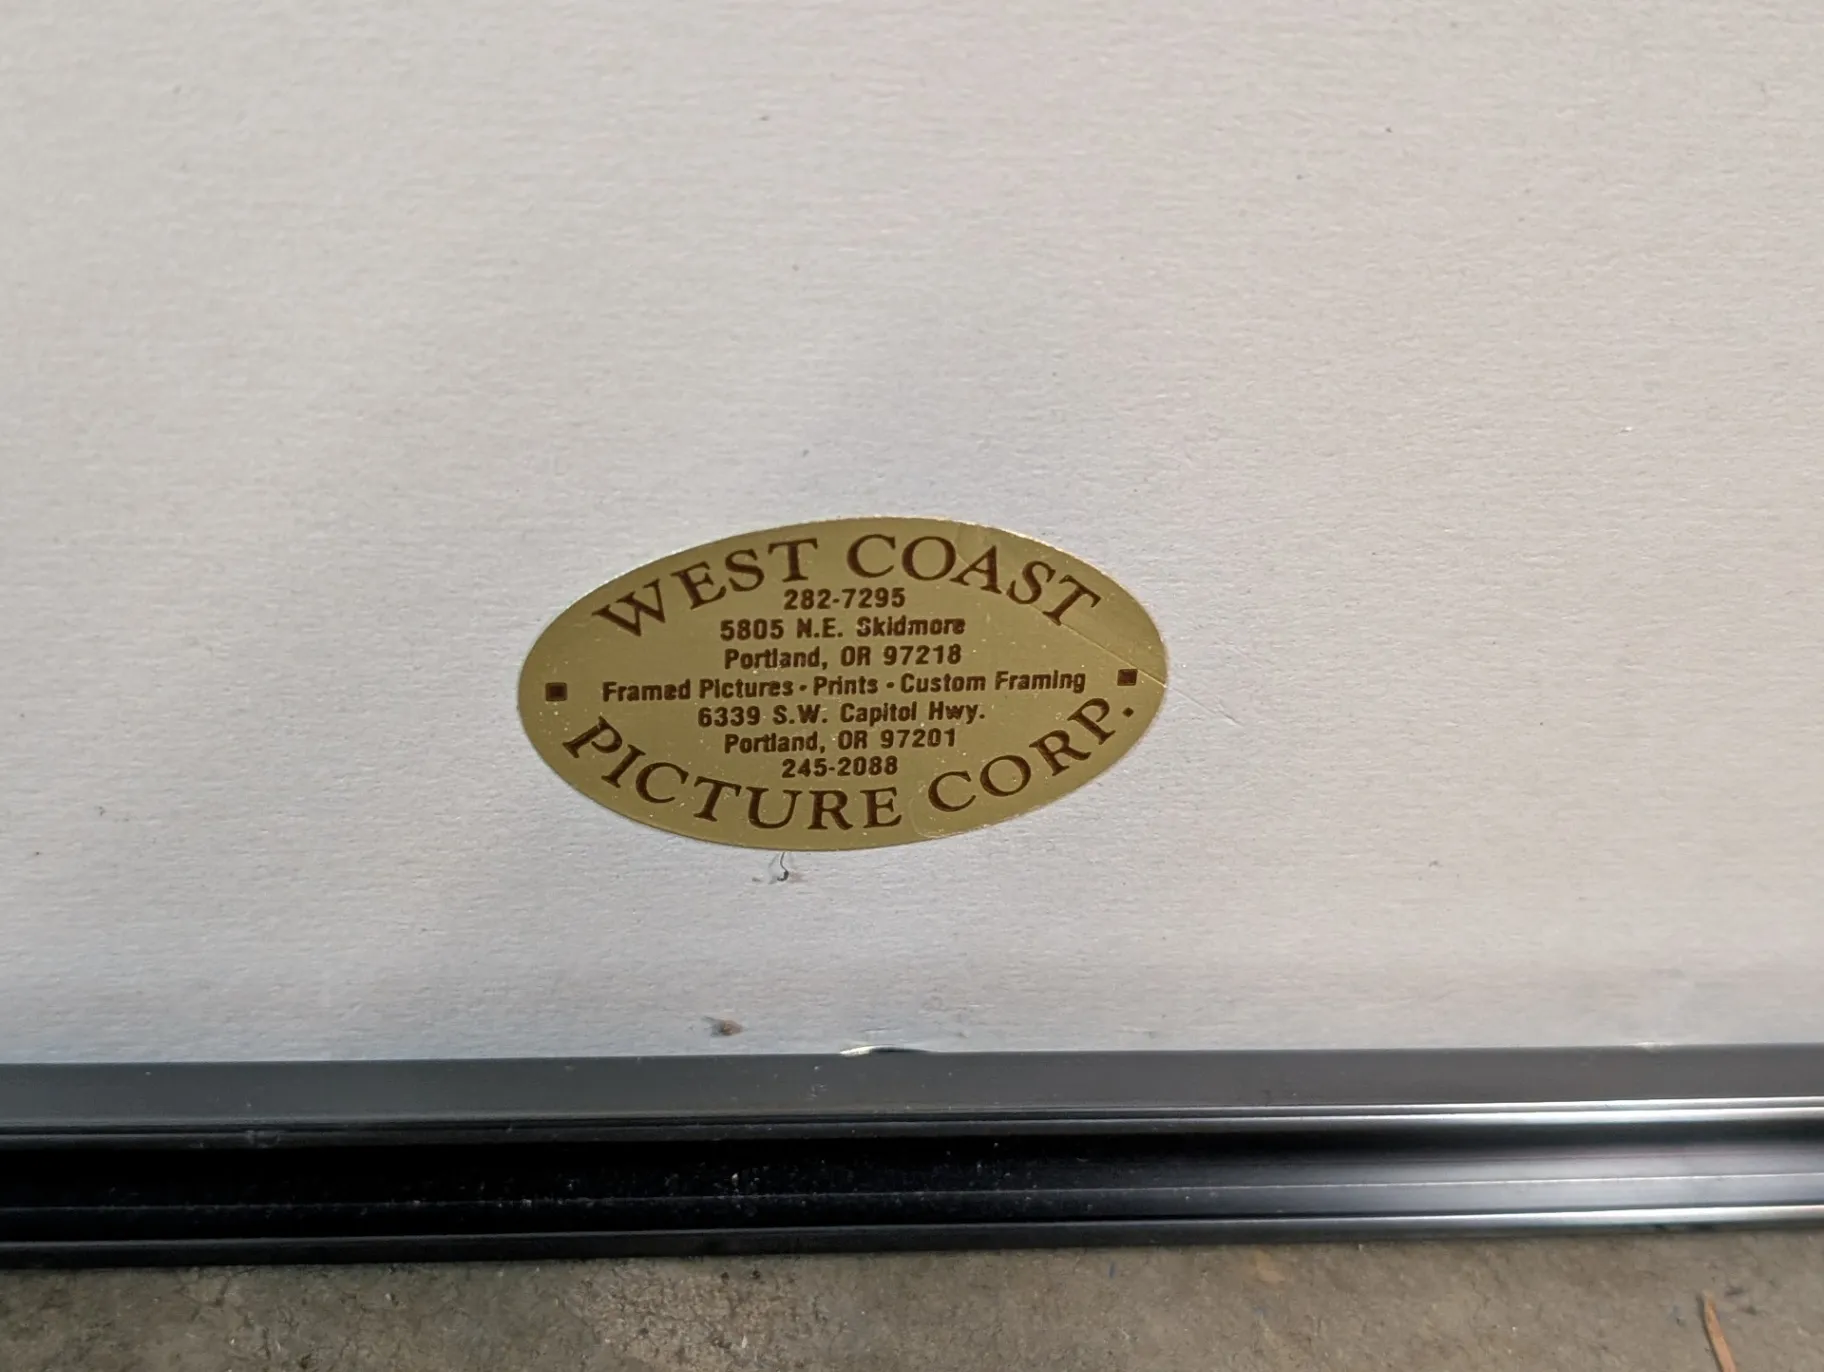 WEST COAST
282-7295
5805 N.E. Skidmore
Portland, OR 97218
Framed Pictures · Prints · Custom Framing
6339 S.W. Capitol Hwy.
Portland, OR 97201
245-2088
PICTURE CORP.